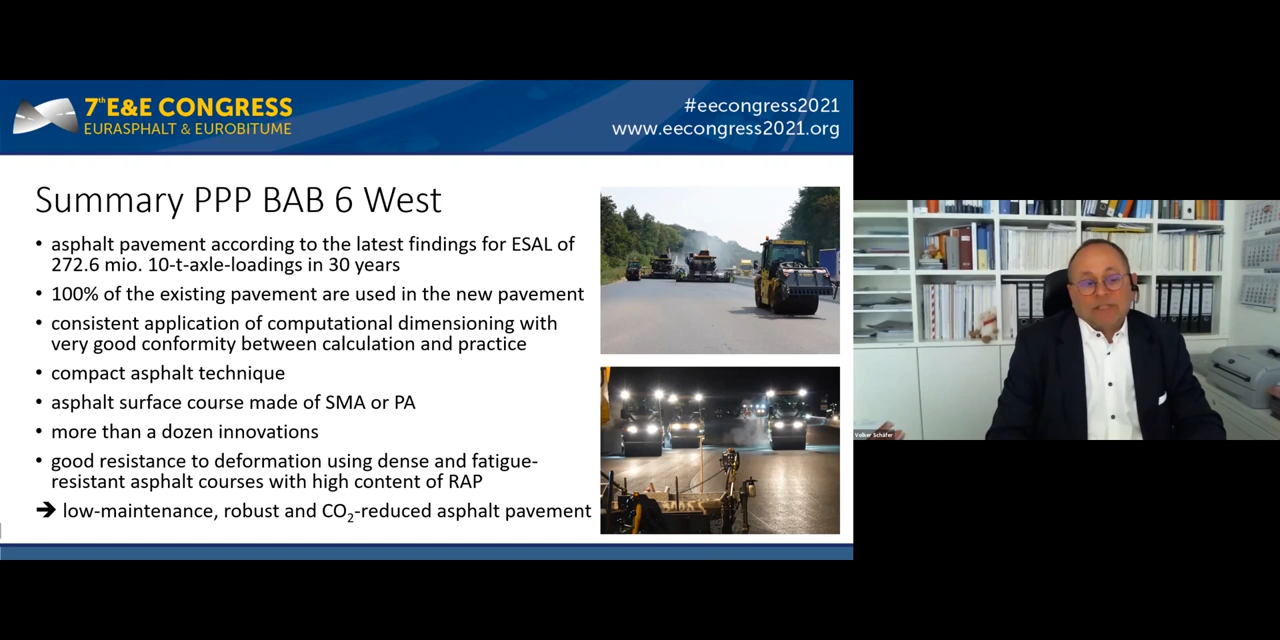 7th E&E CONGRESS
EURASPHALT & EUROBITUME
#eecongress2021
www.eecongress2021.org
Summary PPP BAB 6 West
• asphalt pavement according to the latest findings for ESAL of
272.6 mio. 10-t-axle-loadings in 30 years
• 100% of the existing pavement are used in the new pavement
• consistent application of computational dimensioning with
very good conformity between calculation and practice
• compact asphalt technique
• asphalt surface course made of SMA or PA
• more than a dozen innovations
• good resistance to deformation using dense and fatigue-
resistant asphalt courses with high content of RAP
➔ low-maintenance, robust and CO₂-reduced asphalt pavement
Volker Schäfer